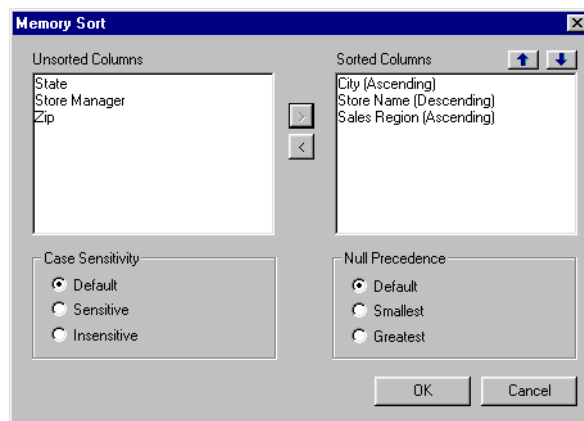 Memory Sort
Unsorted Columns
State
Store Manager
Zip
>
<
Sorted Columns
City (Ascending)
Store Name (Descending)
Sales Region (Ascending)
Case Sensitivity
Default
Sensitive
Insensitive
Null Precedence
Default
Smallest
Greatest
OK
Cancel